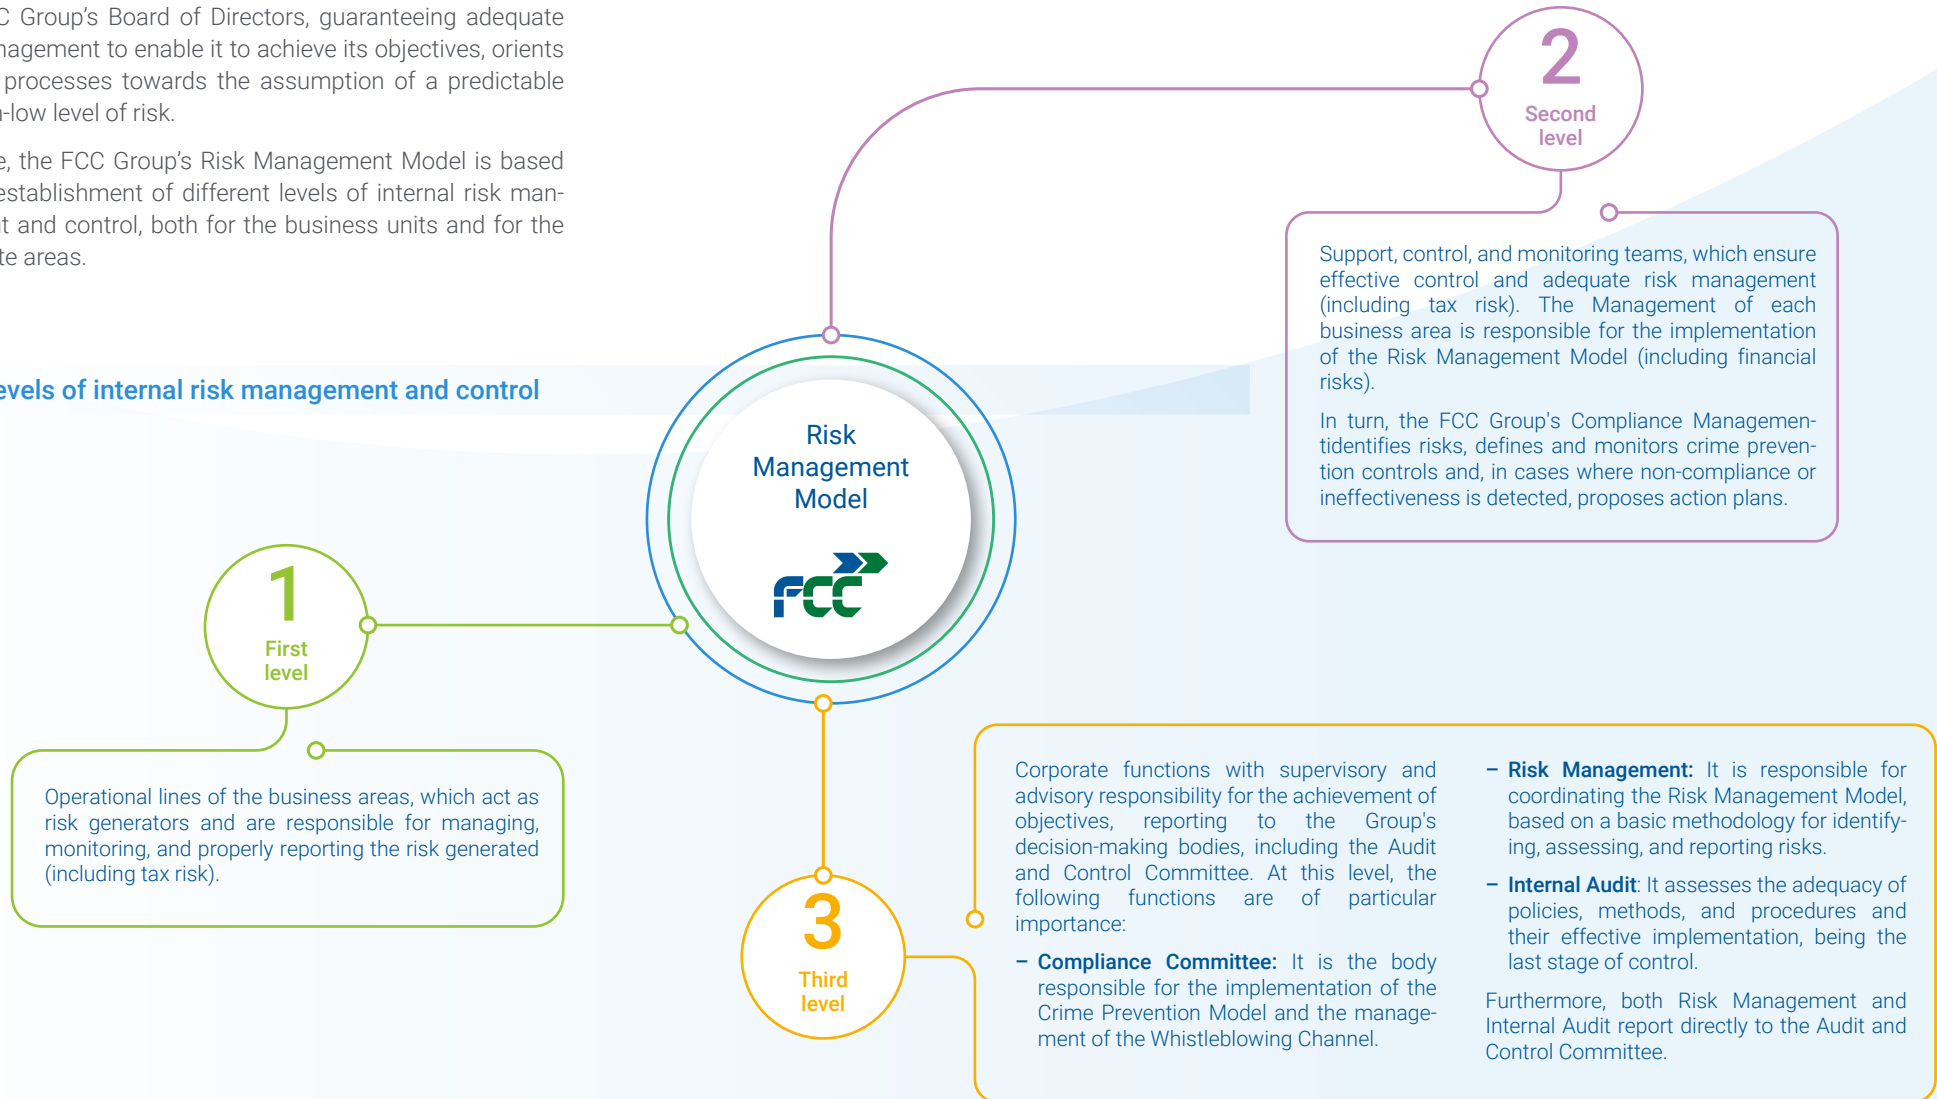 C Group’s Board of Directors, guaranteeing adequate
nagement to enable it to achieve its objectives, orients
processes towards the assumption of a predictable
-low level of risk.
e, the FCC Group’s Risk Management Model is based
establishment of different levels of internal risk man-
t and control, both for the business units and for the
te areas.
evels of internal risk management and control
Risk
Management
Model
FCC
1
First
level
Operational lines of the business areas, which act as
risk generators and are responsible for managing,
monitoring, and properly reporting the risk generated
(including tax risk).
2
Second
level
Support, control, and monitoring teams, which ensure
effective control and adequate risk management
(including tax risk). The Management of each
business area is responsible for the implementation
of the Risk Management Model (including financial
risks).
In turn, the FCC Group's Compliance Managemen-
tidentifies risks, defines and monitors crime preven-
tion controls and, in cases where non-compliance or
ineffectiveness is detected, proposes action plans.
3
Third
level
Corporate functions with supervisory and
advisory responsibility for the achievement of
objectives, reporting to the Group's
decision-making bodies, including the Audit
and Control Committee. At this level, the
following functions are of particular
importance:
– Compliance Committee: It is the body
responsible for the implementation of the
Crime Prevention Model and the manage-
ment of the Whistleblowing Channel.
– Risk Management: It is responsible for
coordinating the Risk Management Model,
based on a basic methodology for identify-
ing, assessing, and reporting risks.
– Internal Audit: It assesses the adequacy of
policies, methods, and procedures and
their effective implementation, being the
last stage of control.
Furthermore, both Risk Management and
Internal Audit report directly to the Audit and
Control Committee.